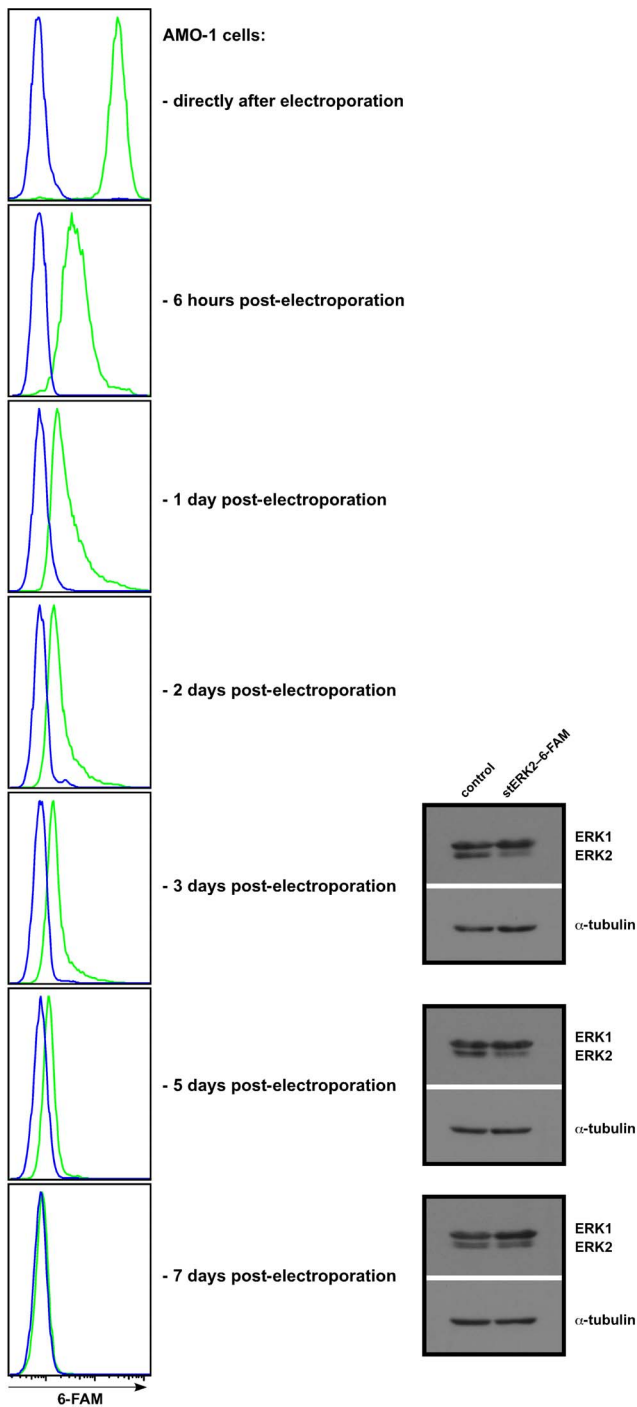 AMO-1 cells:
- directly after electroporation
- 6 hours post-electroporation
- 1 day post-electroporation
- 2 days post-electroporation
control
stERK2–6-FAM
- 3 days post-electroporation
ERK1
ERK2
α-tubulin
- 5 days post-electroporation
ERK1
ERK2
α-tubulin
- 7 days post-electroporation
ERK1
ERK2
α-tubulin
6-FAM